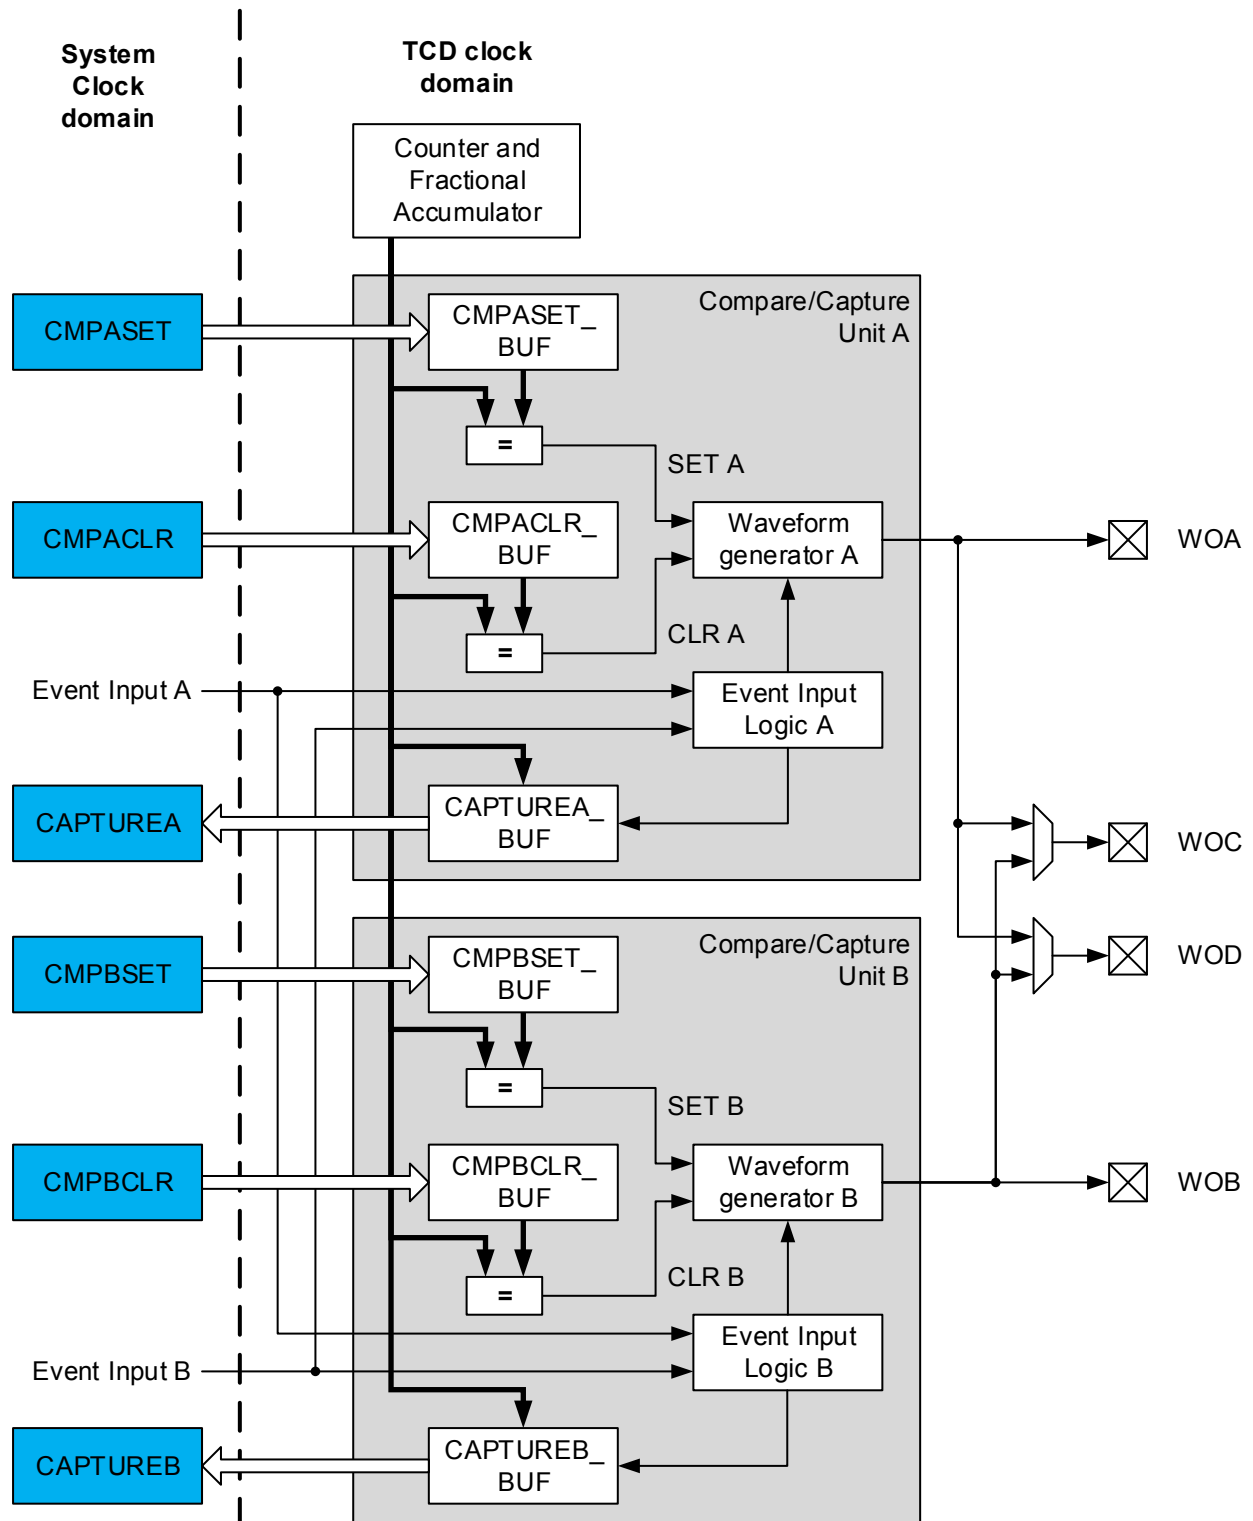 System
Clock
domain
TCD clock
domain
Counter and
Fractional
Accumulator
Compare/Capture
Unit A
CMPASET
CMPASET_
BUF
=
SET A
CMPACLR
CMPACLR_
BUF
Waveform
generator A
WOA
=
CLR A
Event Input A
Event Input
Logic A
CAPTUREA
CAPTUREA_
BUF
WOC
Compare/Capture
Unit B
CMPBSET
CMPBSET_
BUF
WOD
=
SET B
CMPBCLR
CMPBCLR_
BUF
Waveform
generator B
WOB
=
CLR B
Event Input B
Event Input
Logic B
CAPTUREB
CAPTUREB_
BUF